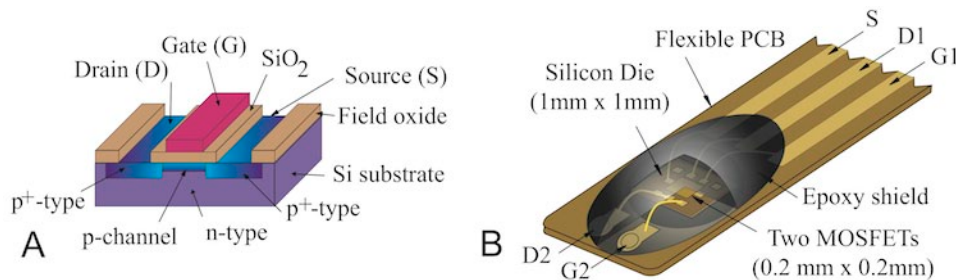 Gate (G)
SiO2
Drain (D)
Source (S)
Field oxide
Si substrate
p+-type
p+-type
p-channel
n-type
A
S
D1
G1
Flexible PCB
Silicon Die
(1mm x 1mm)
Epoxy shield
D2
G2
Two MOSFETs
(0.2 mm x 0.2mm)
B